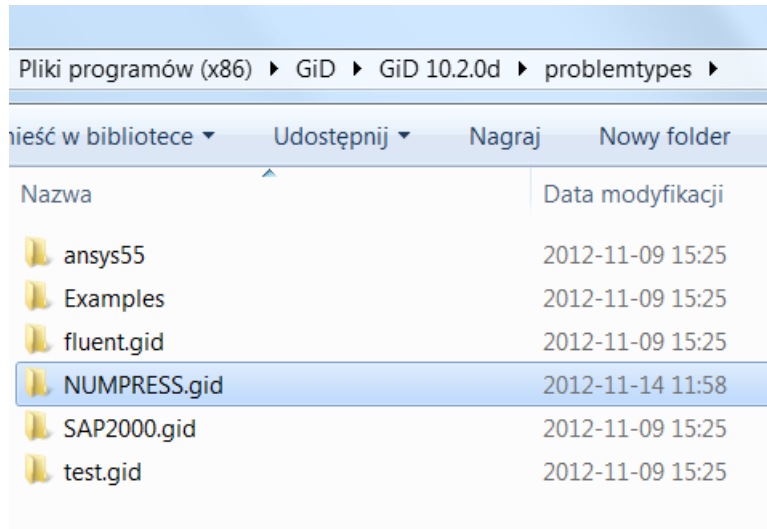 Pliki programów (x86) ▸ GiD ▸ GiD 10.2.0d ▸ problemtypes ▸
nieść w bibliotece ▾ Udostępnij ▾ Nagraj Nowy folder
Nazwa Data modyfikacji
ansys55 2012-11-09 15:25
Examples 2012-11-09 15:25
fluent.gid 2012-11-09 15:25
NUMPRESS.gid 2012-11-14 11:58
SAP2000.gid 2012-11-09 15:25
test.gid 2012-11-09 15:25